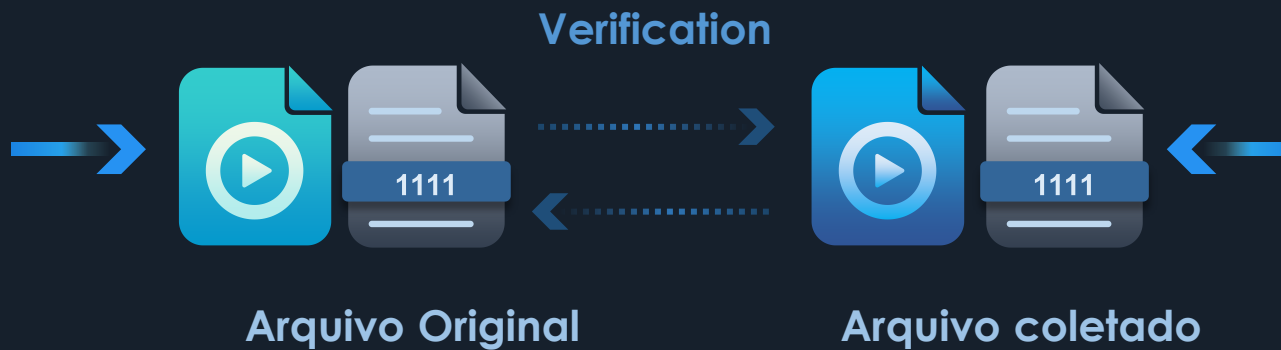 Verification
1111
1111
Arquivo Original
Arquivo coletado